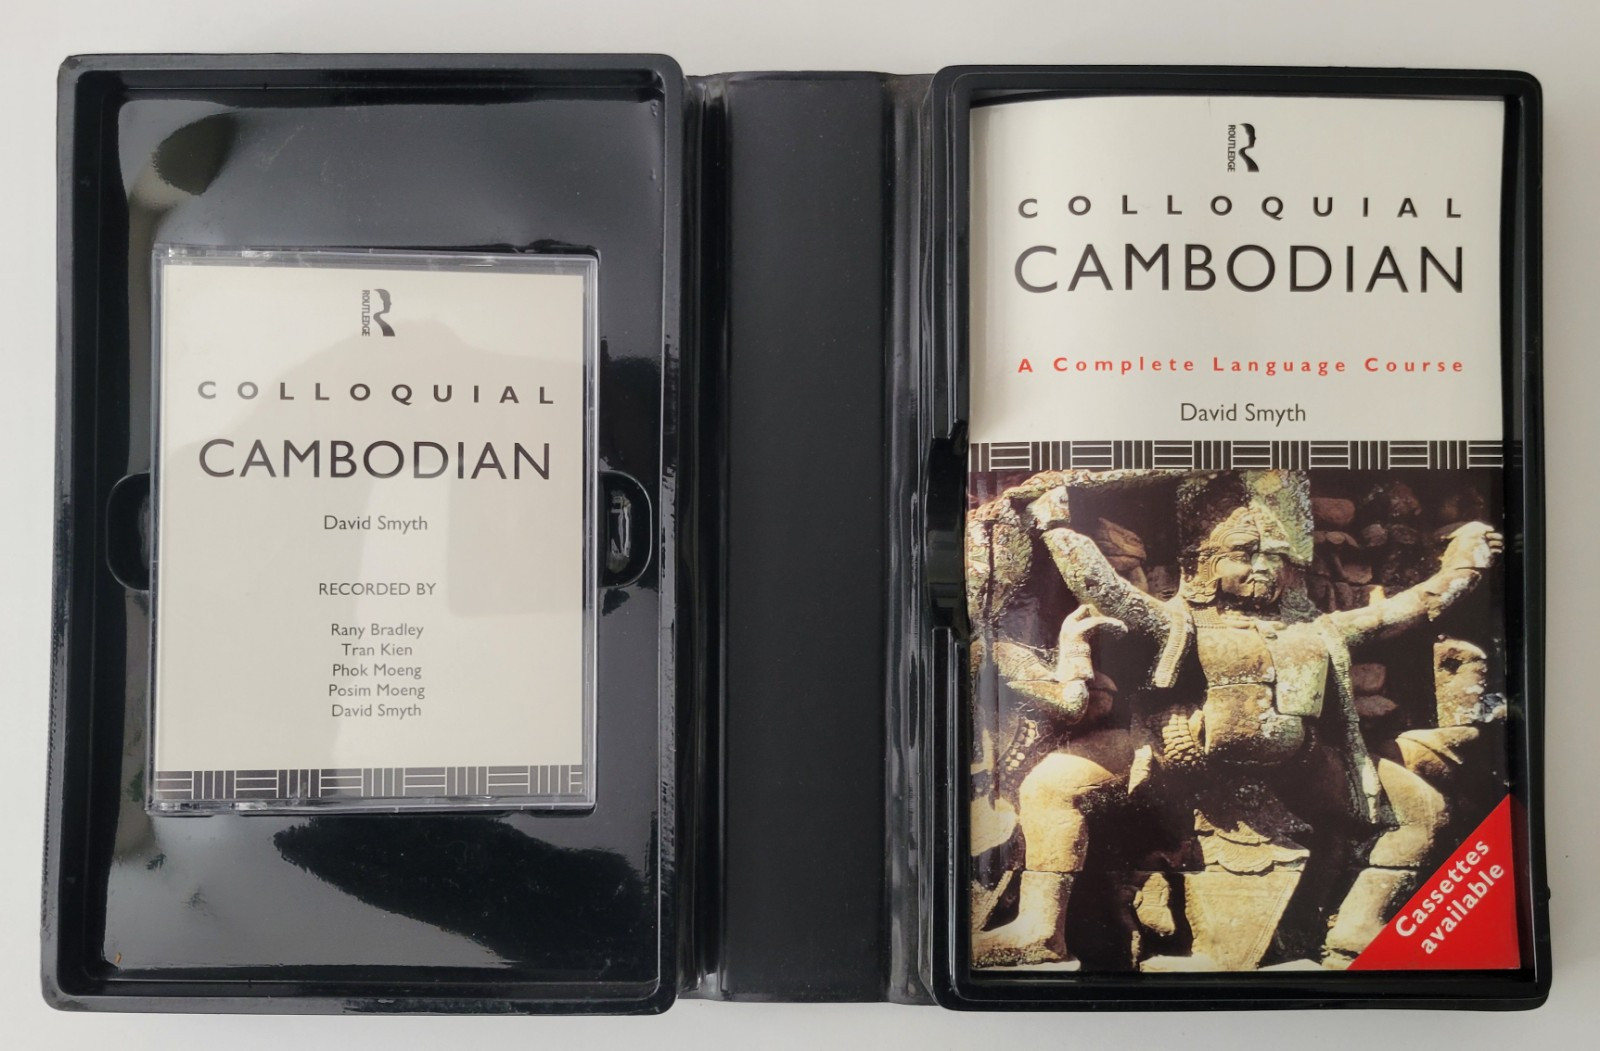 ROUTLEDGE
COLLOQUIAL
CAMBODIAN
David Smyth
RECORDED BY
Rany Bradley
Tran Kien
Phok Moeng
Posim Moeng
David Smyth
ROUTLEDGE
COLLOQUIAL
CAMBODIAN
A Complete Language Course
David Smyth
Cassettes
available